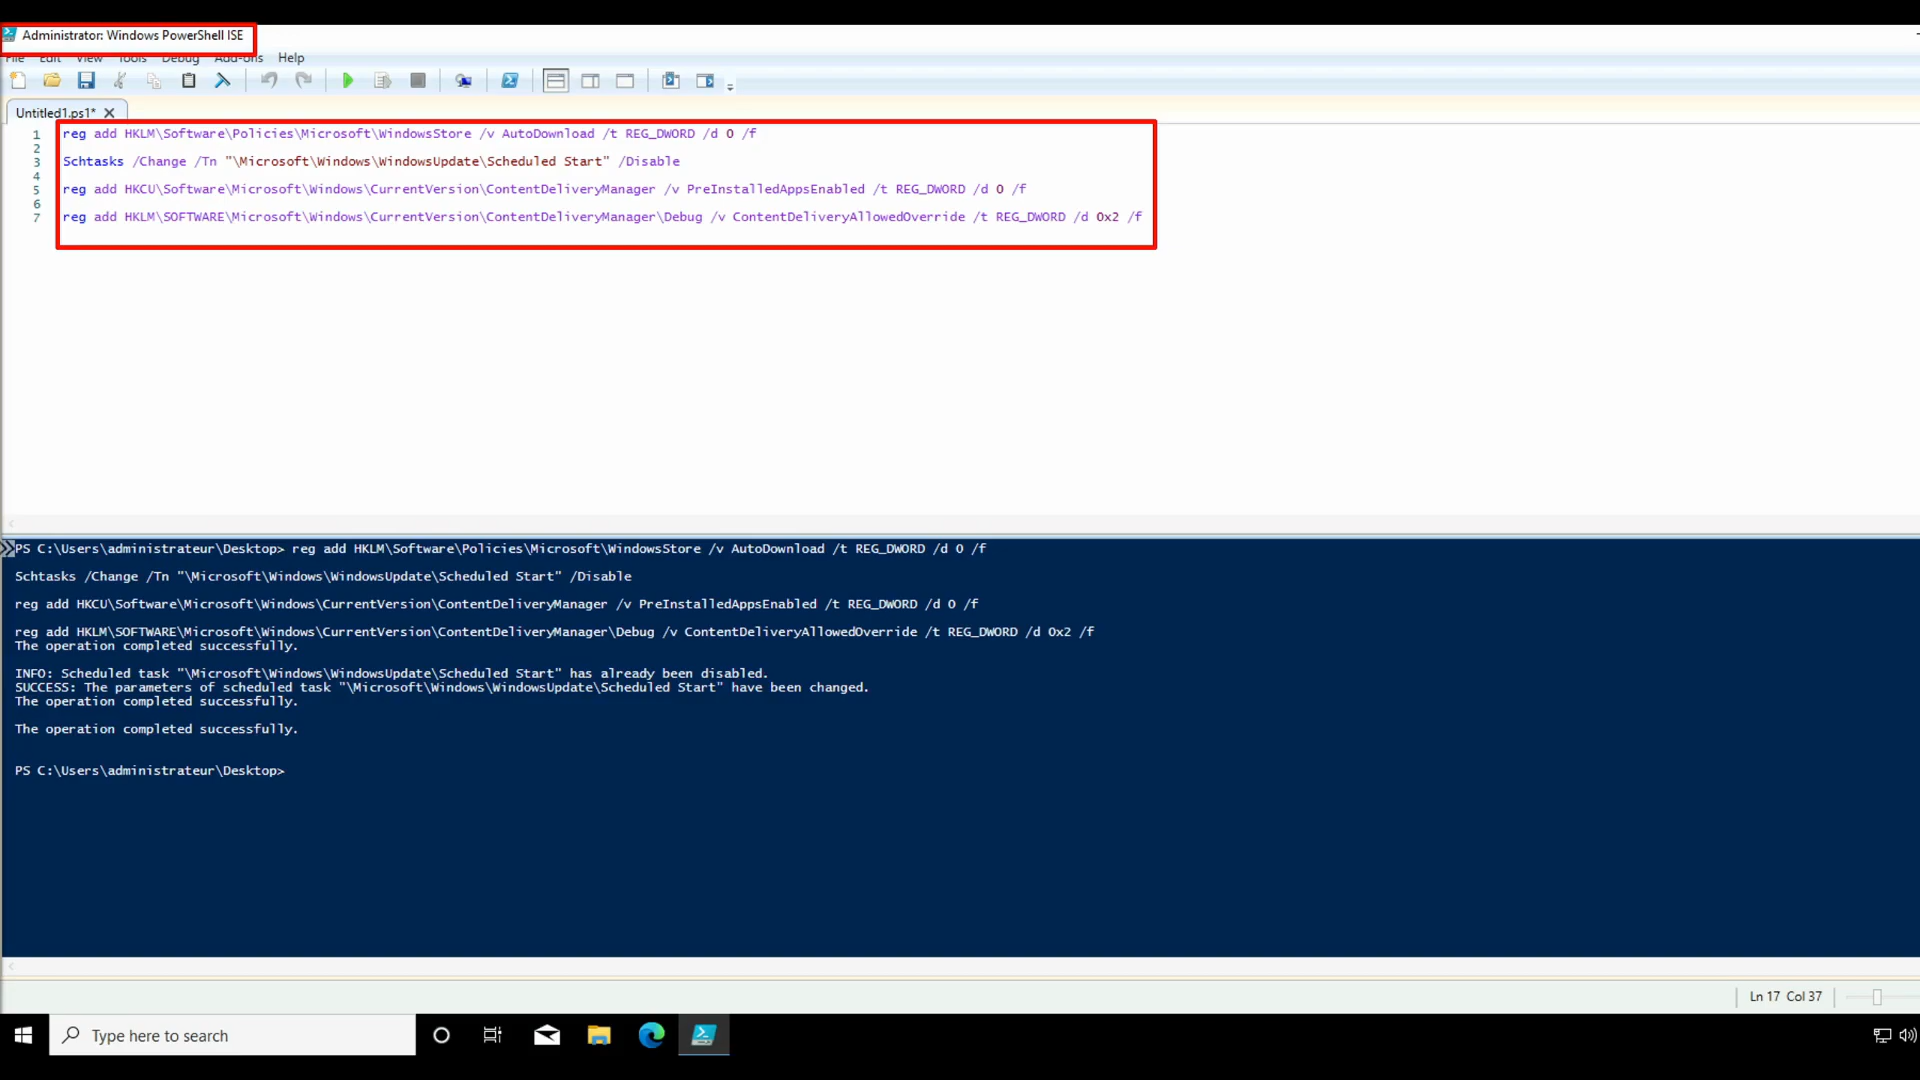 Administrator: Windows PowerShell ISE
File Edit View Tools Debug Add-ons Help
Untitled1.ps1*
1 reg add HKLM\Software\Policies\Microsoft\WindowsStore /v AutoDownload /t REG_DWORD /d 0 /f
2
3 Schtasks /Change /Tn "\Microsoft\Windows\WindowsUpdate\Scheduled Start" /Disable
4
5 reg add HKCU\Software\Microsoft\Windows\CurrentVersion\ContentDeliveryManager /v PreInstalledAppsEnabled /t REG_DWORD /d 0 /f
6
7 reg add HKLM\SOFTWARE\Microsoft\Windows\CurrentVersion\ContentDeliveryManager\Debug /v ContentDeliveryAllowedOverride /t REG_DWORD /d 0x2 /f
PS C:\Users\administrateur\Desktop> reg add HKLM\Software\Policies\Microsoft\WindowsStore /v AutoDownload /t REG_DWORD /d 0 /f
Schtasks /Change /Tn "\Microsoft\Windows\WindowsUpdate\Scheduled Start" /Disable
reg add HKCU\Software\Microsoft\Windows\CurrentVersion\ContentDeliveryManager /v PreInstalledAppsEnabled /t REG_DWORD /d 0 /f
reg add HKLM\SOFTWARE\Microsoft\Windows\CurrentVersion\ContentDeliveryManager\Debug /v ContentDeliveryAllowedOverride /t REG_DWORD /d 0x2 /f
The operation completed successfully.
INFO: Scheduled task "\Microsoft\Windows\WindowsUpdate\Scheduled Start" has already been disabled.
SUCCESS: The parameters of scheduled task "\Microsoft\Windows\WindowsUpdate\Scheduled Start" have been changed.
The operation completed successfully.
The operation completed successfully.
PS C:\Users\administrateur\Desktop>
Ln 17 Col 37
Type here to search